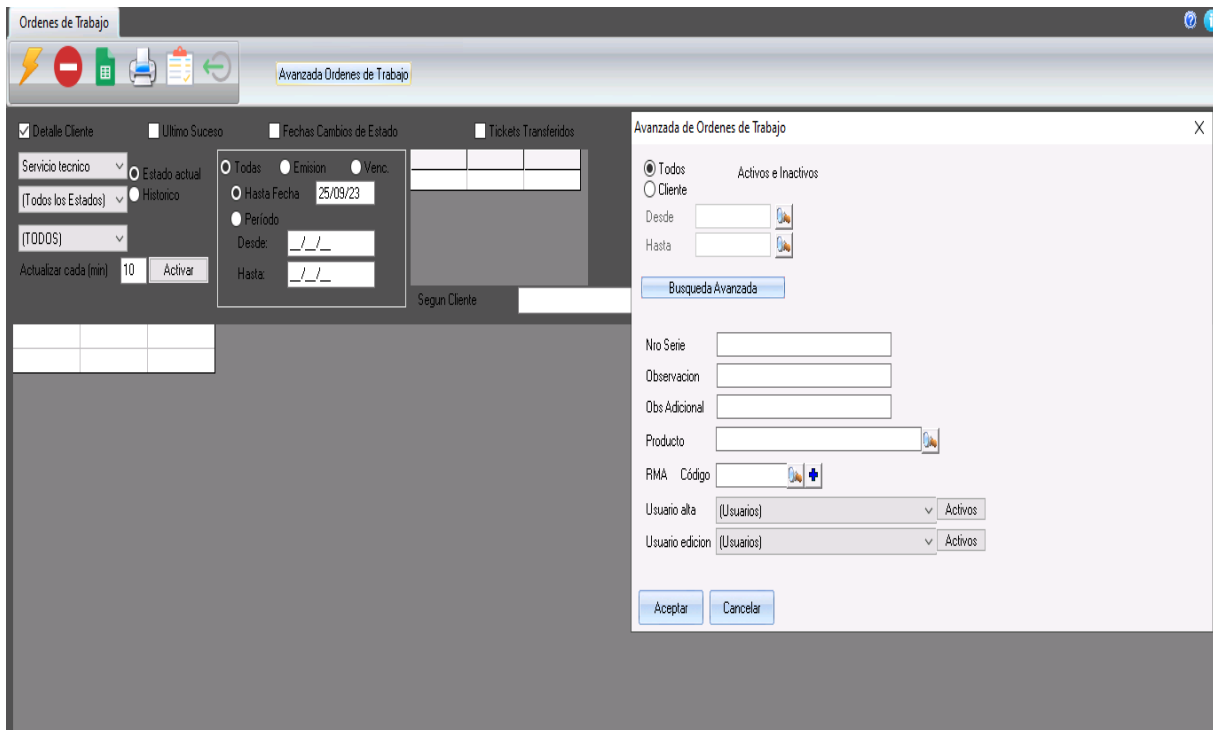 Ordenes de Trabajo
Avanzada Ordenes de Trabajo
Detalle Cliente
Ultimo Suceso
Fechas Cambios de Estado
Tickets Transferidos
Servicio tecnico
(Todos los Estados)
(TODOS)
Estado actual
Historico
Actualizar cada (min)
10
Activar
Todas
Emision
Venc.
Hasta Fecha
25/09/23
Período
Desde:
__/__/__
Hasta:
__/__/__
Segun Cliente
Avanzada de Ordenes de Trabajo
X
Todos
Activos e Inactivos
Cliente
Desde
Hasta
Busqueda Avanzada
Nro Serie
Observacion
Obs Adicional
Producto
RMA Código
Usuario alta
(Usuarios)
Activos
Usuario edicion
(Usuarios)
Activos
Aceptar
Cancelar